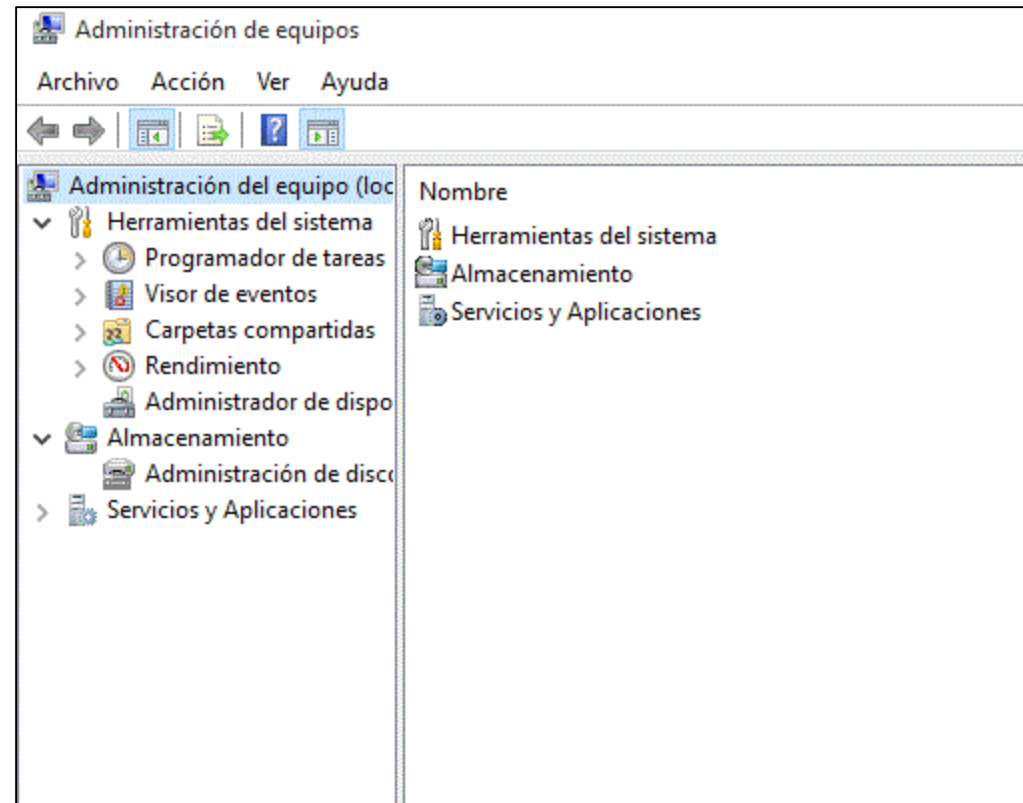 Administración de equipos
Archivo Acción Ver Ayuda
Administración del equipo (loc
Herramientas del sistema
Programador de tareas
Visor de eventos
Carpetas compartidas
Rendimiento
Administrador de dispo
Almacenamiento
Administración de disc
Servicios y Aplicaciones
Nombre
Herramientas del sistema
Almacenamiento
Servicios y Aplicaciones